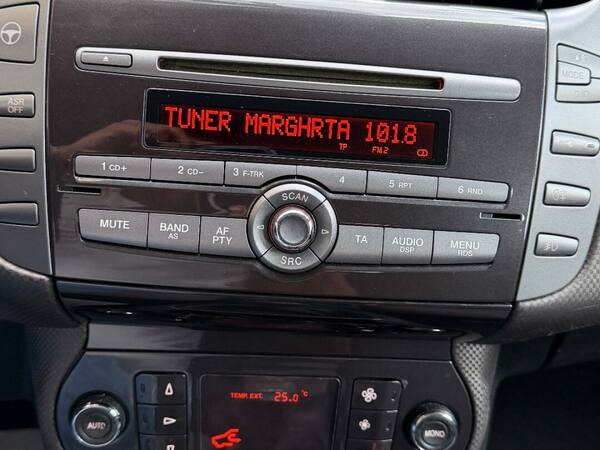 ASR
OFF
MODE
TUNER MARGHRTA 101.8
TP FM2
1 CD+ 2 CD- 3 F-TRK 4 5 RPT 6 RND
SCAN
MUTE
BAND
AS
AF
PTY
SRC
TA
AUDIO
DSP
MENU
RDS
TEMP. EXT. 25.0 °C
AUTO
MONO